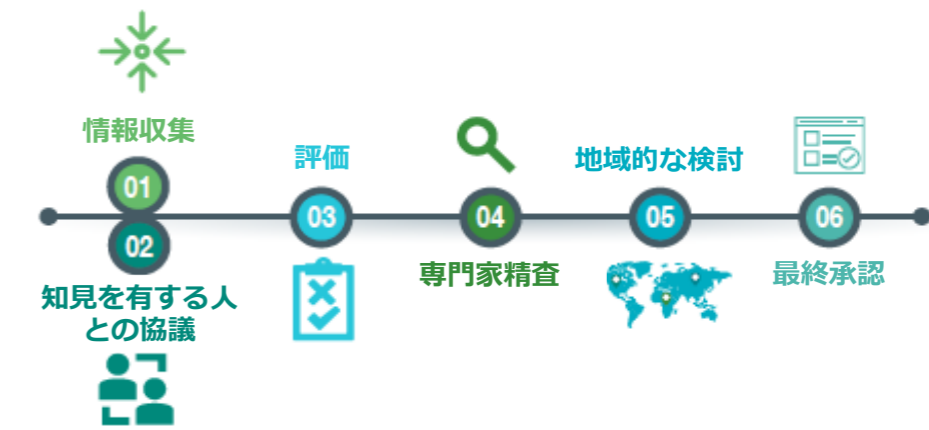 情報収集
01
02
知見を有する人
との協議
評価
03
04
専門家精査
地域的な検討
05
06
最終承認